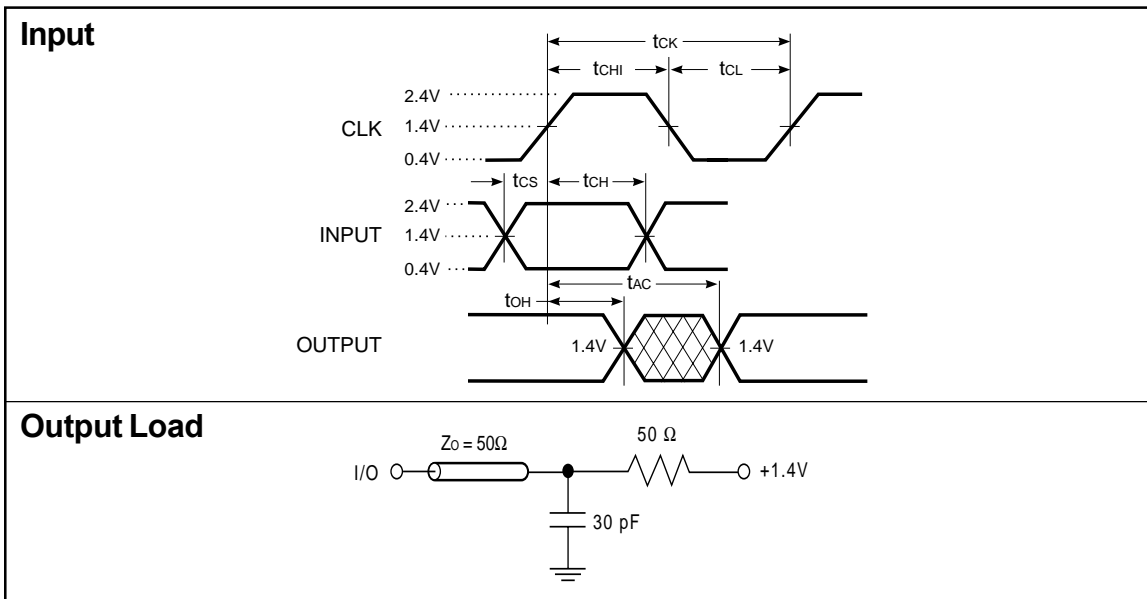 Input
tCK
tCHI tCL
2.4V
CLK 1.4V
0.4V
tCS tCH
2.4V
INPUT 1.4V
0.4V
tAC
tOH
OUTPUT 1.4V 1.4V
Output Load
ZO = 50Ω 50 Ω
I/O +1.4V
30 pF